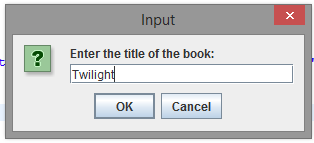 Input
Enter the title of the book:
Twilight
OK
Cancel